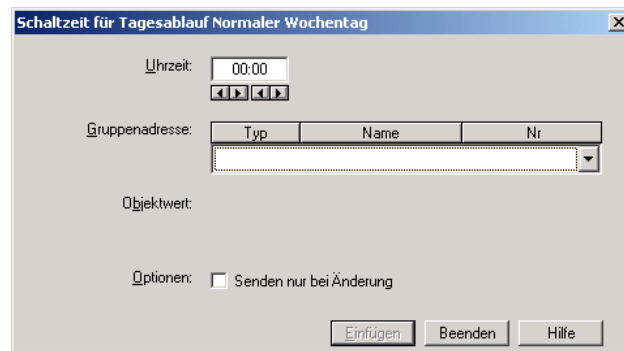 Schaltzeit für Tagesablauf Normaler Wochentag
Uhrzeit: 00:00
Gruppenadresse: Typ Name Nr
Objektwert:
Optionen: Senden nur bei Änderung
Einfügen Beenden Hilfe